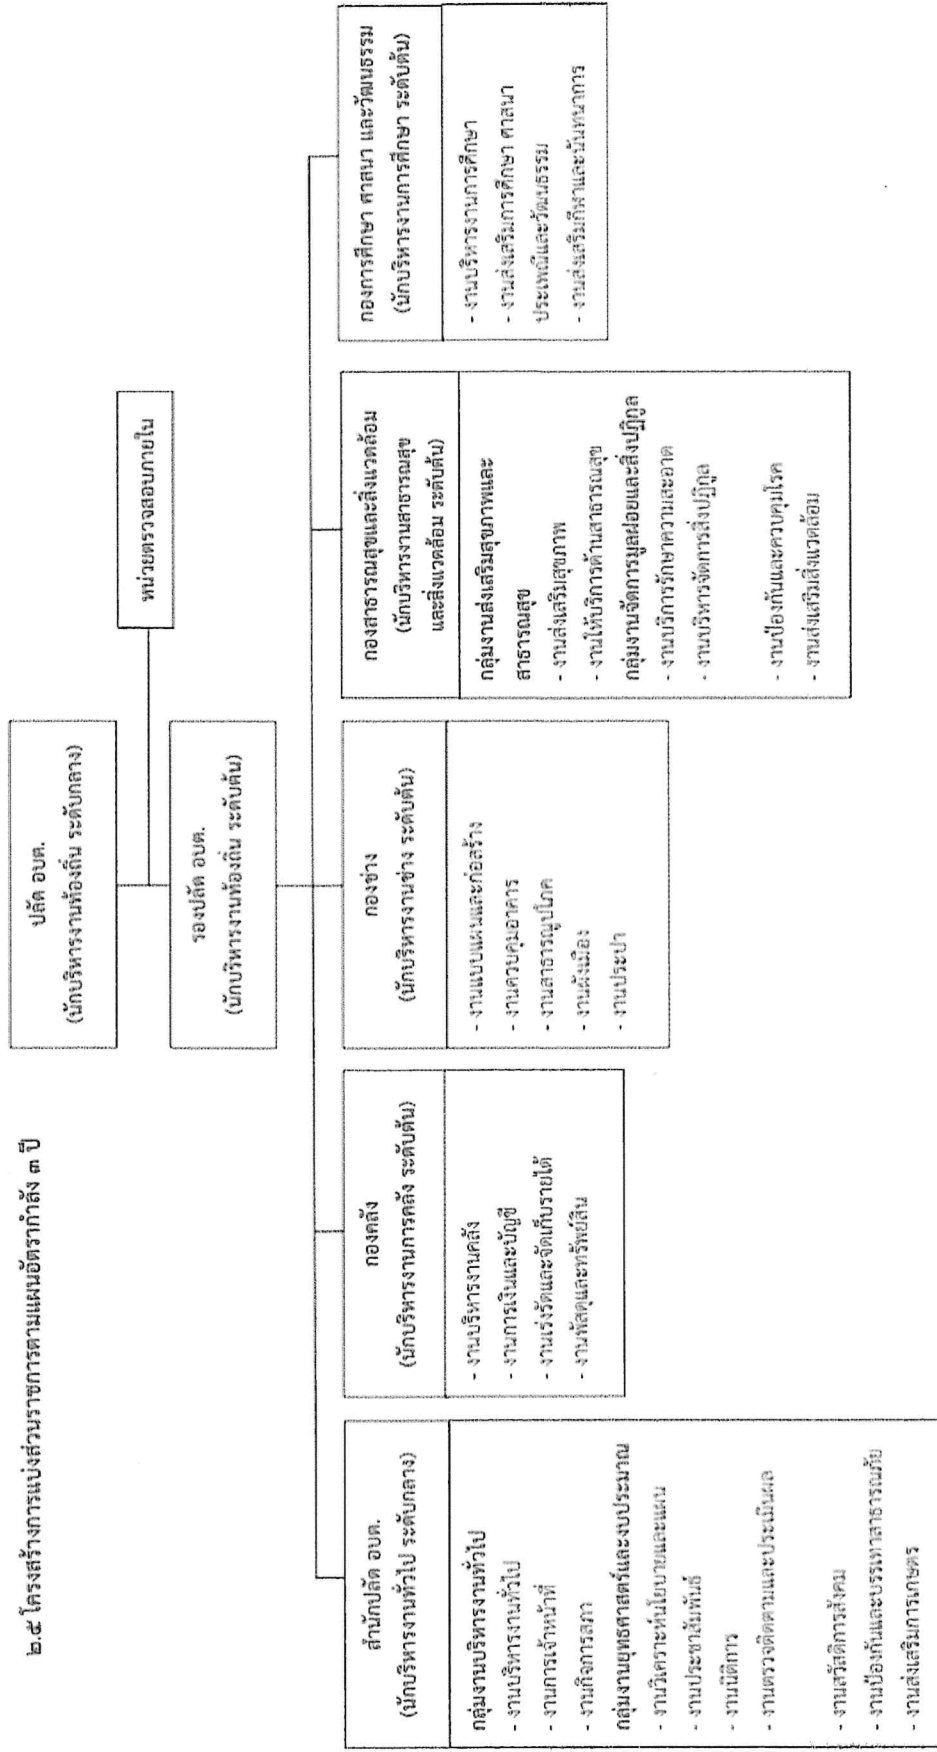 ๒.๕ โครงสร้างการแบ่งส่วนราชการตามแผนอัตรากำลัง ๓ ปี
ปลัด อบต.
(นักบริหารงานท้องถิ่น ระดับกลาง)
หน่วยตรวจสอบภายใน
รองปลัด อบต.
(นักบริหารงานท้องถิ่น ระดับต้น)
สำนักปลัด อบต.
(นักบริหารงานทั่วไป ระดับกลาง)
กลุ่มงานบริหารงานทั่วไป
- งานบริหารงานทั่วไป
- งานการเจ้าหน้าที่
- งานกิจการสภา
กลุ่มงานยุทธศาสตร์และงบประมาณ
- งานวิเคราะห์นโยบายและแผน
- งานประชาสัมพันธ์
- งานนิติการ
- งานตรวจติดตามและประเมินผล
- งานสวัสดิการสังคม
- งานป้องกันและบรรเทาสาธารณภัย
- งานส่งเสริมการเกษตร
กองคลัง
(นักบริหารงานการคลัง ระดับต้น)
- งานบริหารงานคลัง
- งานการเงินและบัญชี
- งานเร่งรัดและจัดเก็บรายได้
- งานพัสดุและทรัพย์สิน
กองช่าง
(นักบริหารงานช่าง ระดับต้น)
- งานแบบแผนและก่อสร้าง
- งานควบคุมอาคาร
- งานสาธารณูปโภค
- งานผังเมือง
- งานประปา
กองสาธารณสุขและสิ่งแวดล้อม
(นักบริหารงานสาธารณสุข
และสิ่งแวดล้อม ระดับต้น)
กลุ่มงานส่งเสริมสุขภาพและ
สาธารณสุข
- งานส่งเสริมสุขภาพ
- งานให้บริการด้านสาธารณสุข
กลุ่มงานจัดการมูลฝอยและสิ่งปฏิกูล
- งานบริการรักษาความสะอาด
- งานบริหารจัดการสิ่งปฏิกูล
- งานป้องกันและควบคุมโรค
- งานส่งเสริมสิ่งแวดล้อม
กองการศึกษา ศาสนา และวัฒนธรรม
(นักบริหารงานการศึกษา ระดับต้น)
- งานบริหารงานการศึกษา
- งานส่งเสริมการศึกษา ศาสนา
ประเพณีและวัฒนธรรม
- งานส่งเสริมกีฬาและนันทนาการ